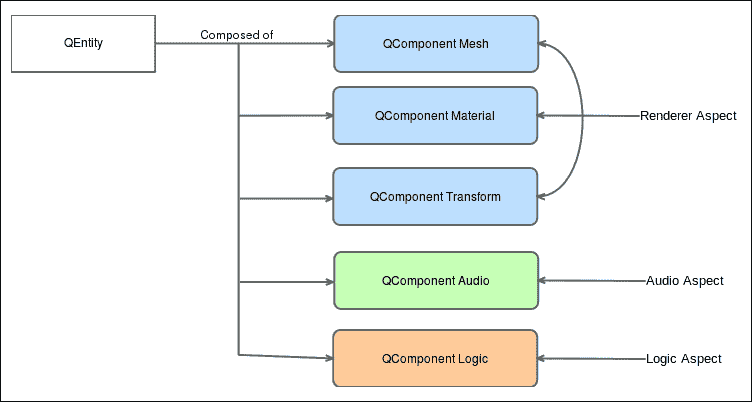 QEntity
Composed of
QComponent Mesh
QComponent Material
Renderer Aspect
QComponent Transform
QComponent Audio
Audio Aspect
QComponent Logic
Logic Aspect